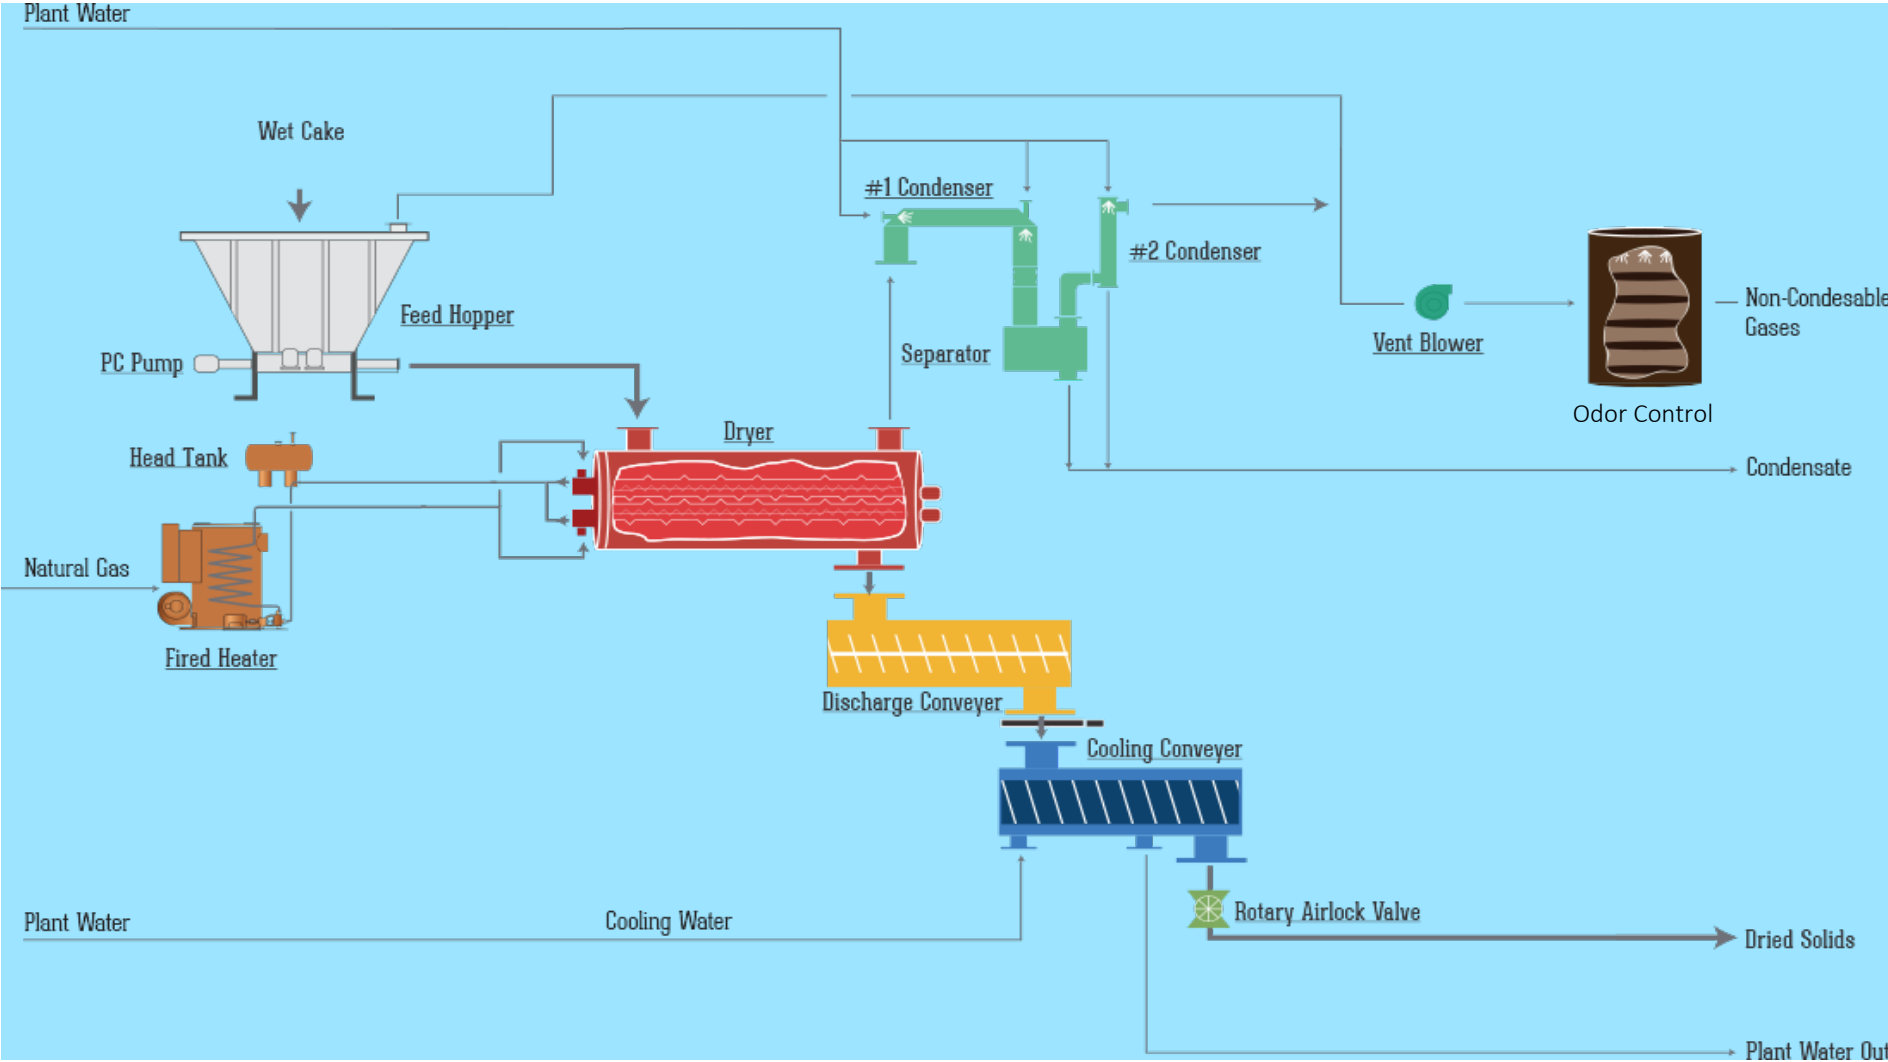 Plant Water
Wet Cake
#1 Condenser
#2 Condenser
Feed Hopper
PC Pump
Separator
Vent Blower
Non-Condesable
Gases
Odor Control
Dryer
Head Tank
Condensate
Natural Gas
Fired Heater
Discharge Conveyer
Cooling Conveyer
Plant Water
Cooling Water
Rotary Airlock Valve
Dried Solids
Plant Water Out